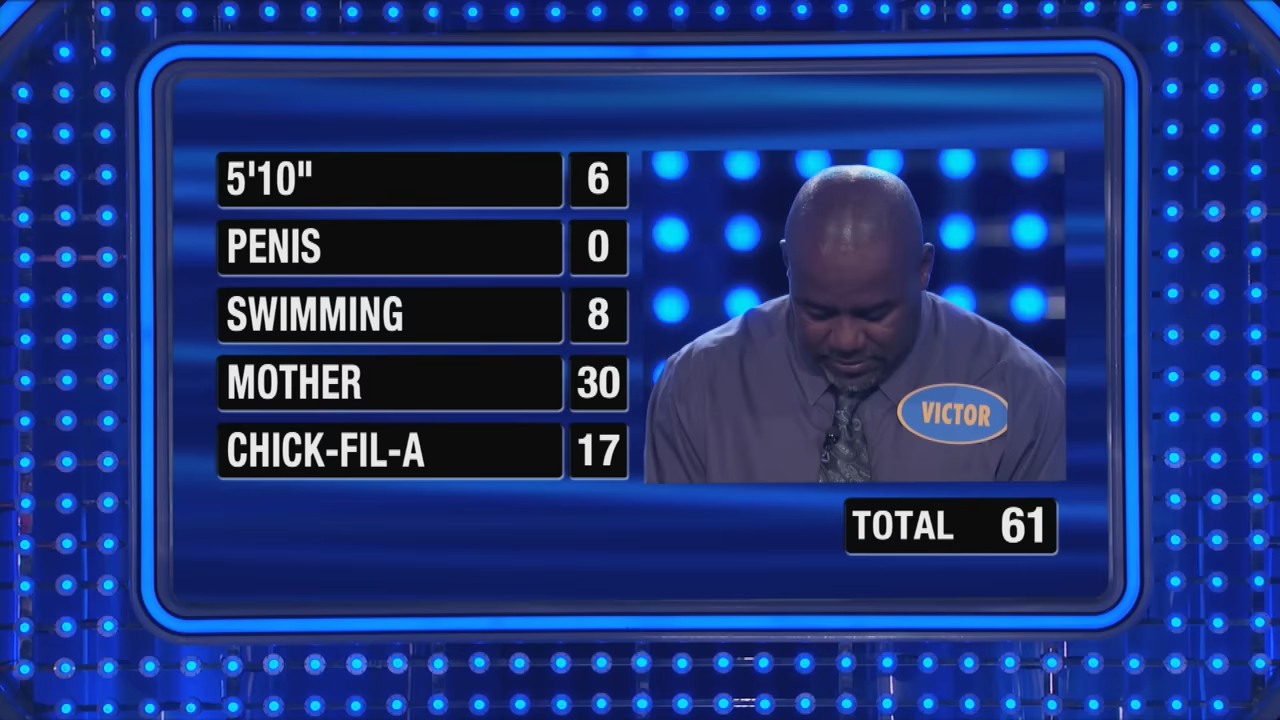 5'10" 6
PENIS 0
SWIMMING 8
MOTHER 30
CHICK-FIL-A 17
VICTOR
TOTAL 61